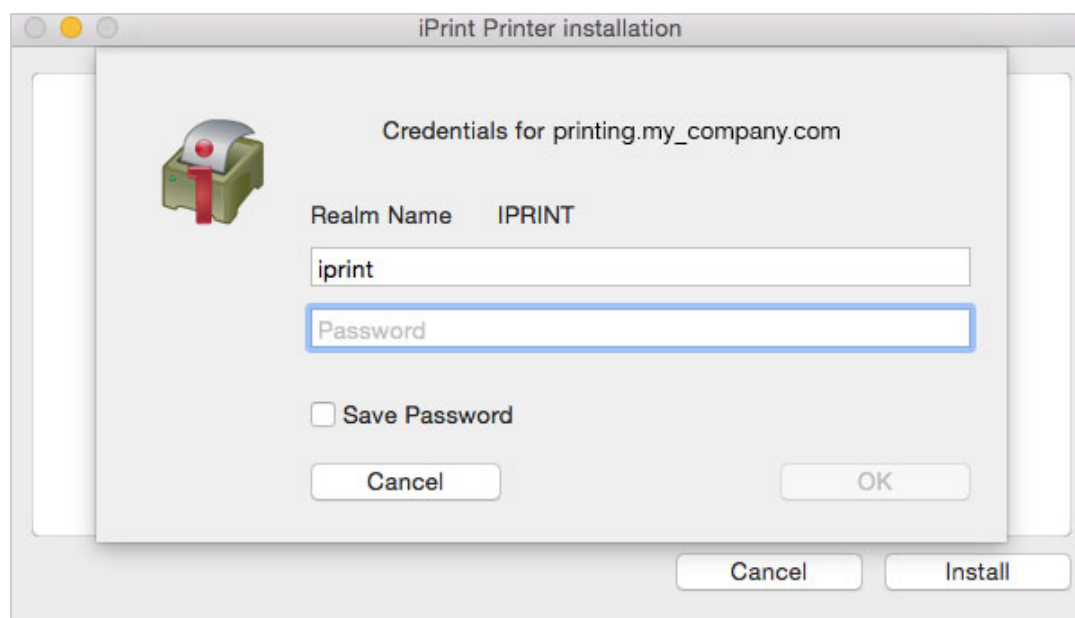 iPrint Printer installation
Credentials for printing.my_company.com
Realm Name IPRINT
iprint
Password
Save Password
Cancel OK
Cancel Install